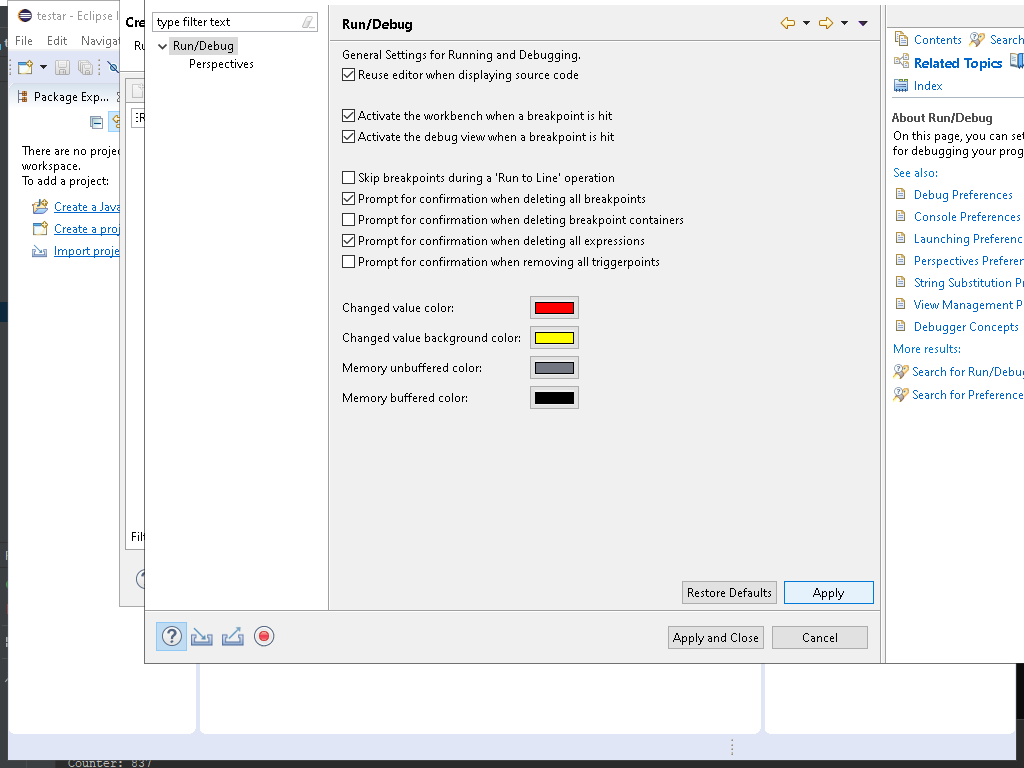 testar - Eclipse
File Edit Navigat
Package Exp...
There are no proje
workspace.
To add a project:
Create a Java
Create a proj
Import proje
Cre
Ru
Filt
type filter text
Run/Debug
Perspectives
Run/Debug
General Settings for Running and Debugging.
Reuse editor when displaying source code
Activate the workbench when a breakpoint is hit
Activate the debug view when a breakpoint is hit
Skip breakpoints during a 'Run to Line' operation
Prompt for confirmation when deleting all breakpoints
Prompt for confirmation when deleting breakpoint containers
Prompt for confirmation when deleting all expressions
Prompt for confirmation when removing all triggerpoints
Changed value color:
Changed value background color:
Memory unbuffered color:
Memory buffered color:
Restore Defaults Apply
Apply and Close Cancel
Contents Search
Related Topics
Index
About Run/Debug
On this page, you can set
for debugging your prog
See also:
Debug Preferences
Console Preferences
Launching Preferenc
Perspectives Preferen
String Substitution Pr
View Management P
Debugger Concepts
More results:
Search for Run/Debug
Search for Preference
Counter: 837